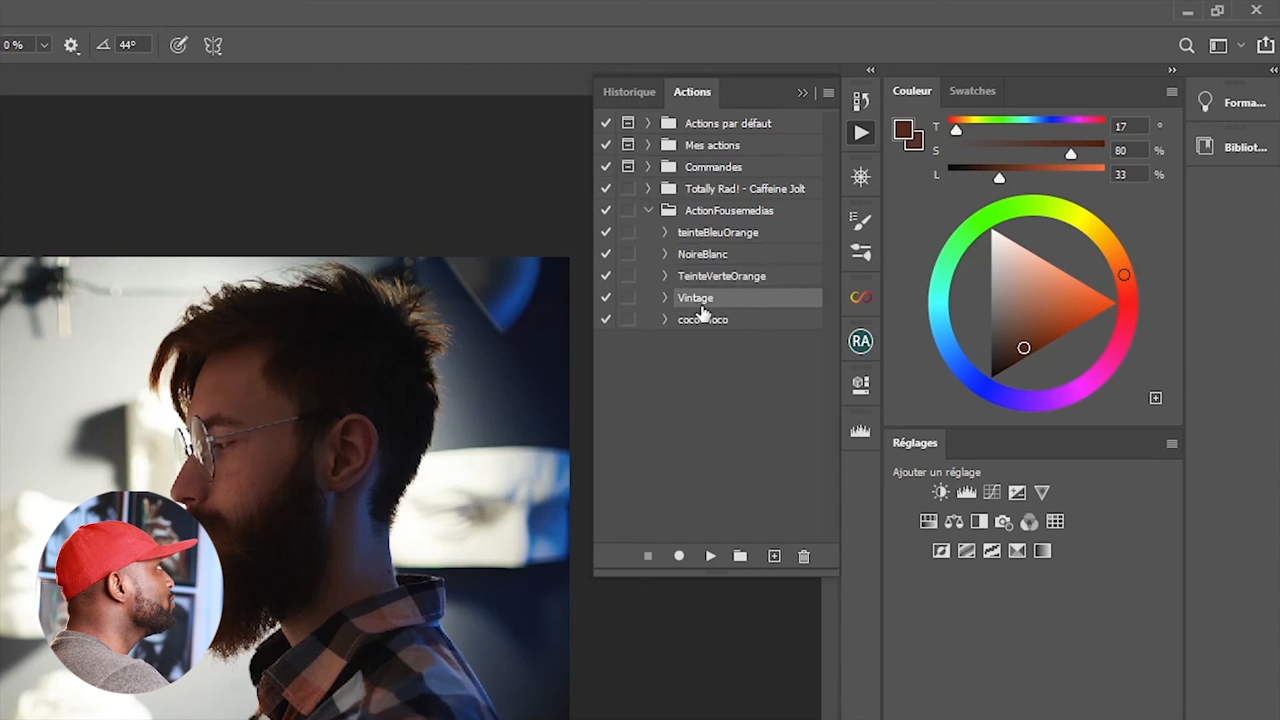 0 %
44°
Historique
Actions
Couleur
Swatches
Forma...
Bibliot...
Actions par défaut
Mes actions
Commandes
Totally Rad! - Caffeine Jolt
ActionFousemedias
teinteBleuOrange
NoireBlanc
TeinteVerteOrange
Vintage
T
17
°
S
80
%
L
33
%
RA
Réglages
Ajouter un réglage